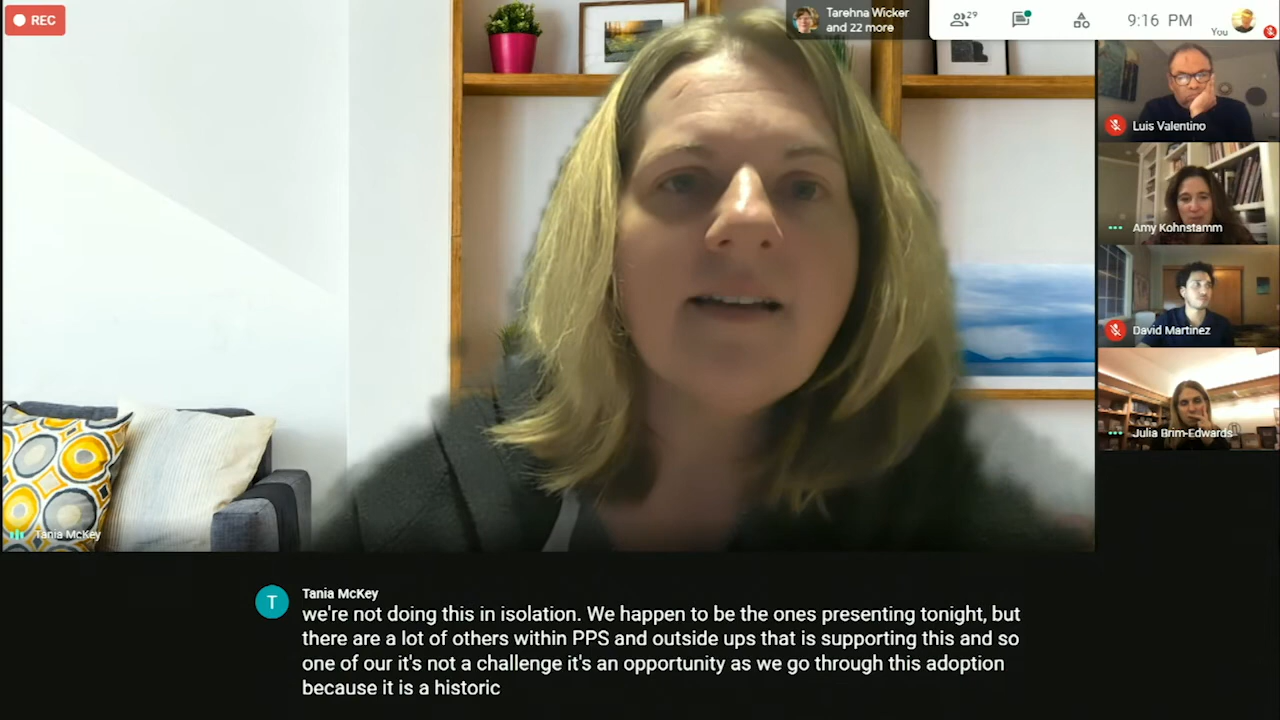 REC
Tarehna Wicker
and 22 more
29
9:16 PM
You
Luis Valentino
Amy Kohnstamm
David Martinez
Julia Brim-Edwards
Tania McKey
T
Tania McKey
we're not doing this in isolation. We happen to be the ones presenting tonight, but
there are a lot of others within PPS and outside ups that is supporting this and so
one of our it's not a challenge it's an opportunity as we go through this adoption
because it is a historic